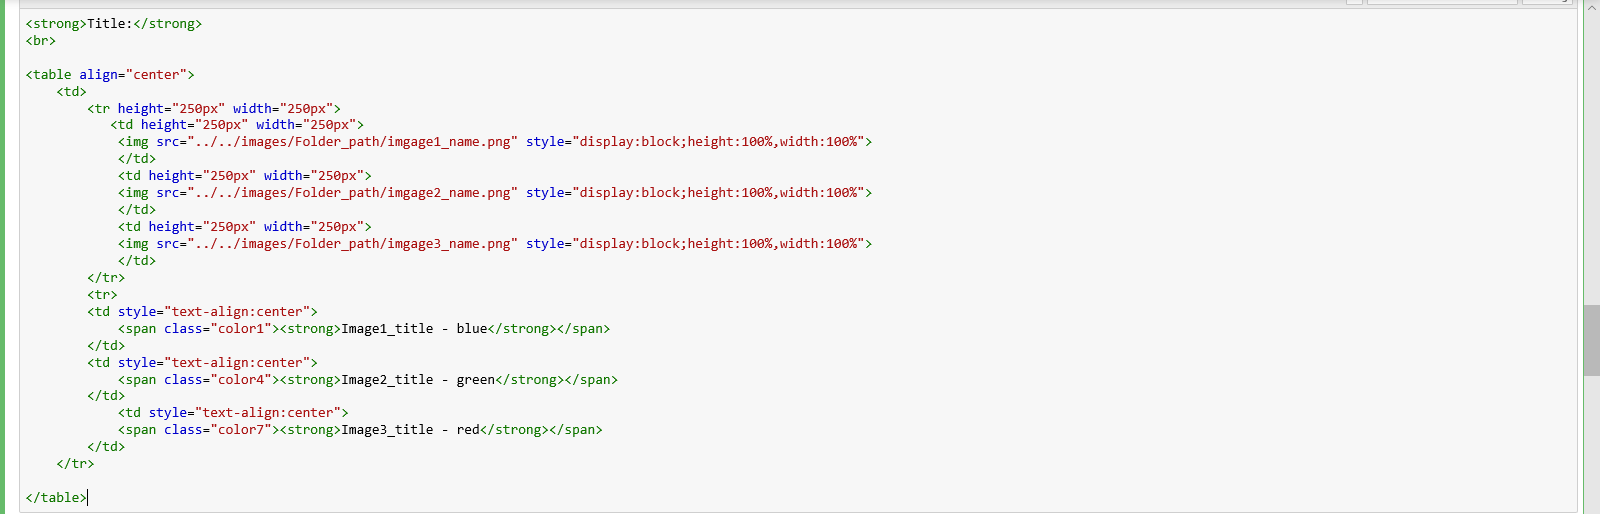 <strong>Title:</strong>
<br>
<table align="center">
<td>
<tr height="250px" width="250px">
<td height="250px" width="250px">
<img src="../../images/Folder_path/imgage1_name.png" style="display:block;height:100%,width:100%">
</td>
<td height="250px" width="250px">
<img src="../../images/Folder_path/imgage2_name.png" style="display:block;height:100%,width:100%">
</td>
<td height="250px" width="250px">
<img src="../../images/Folder_path/imgage3_name.png" style="display:block;height:100%,width:100%">
</td>
</tr>
<tr>
<td style="text-align:center">
<span class="color1"><strong>Image1_title - blue</strong></span>
</td>
<td style="text-align:center">
<span class="color4"><strong>Image2_title - green</strong></span>
</td>
<td style="text-align:center">
<span class="color7"><strong>Image3_title - red</strong></span>
</td>
</tr>
</table>